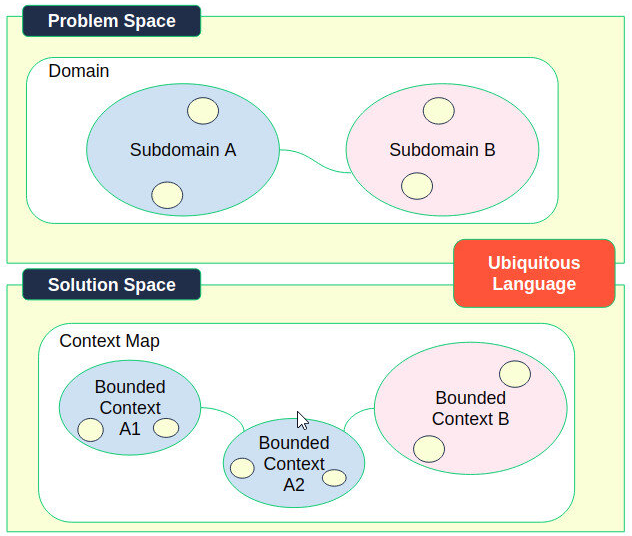 Problem Space
Domain
Subdomain A
Subdomain B
Ubiquitous
Language
Solution Space
Context Map
Bounded
Context
A1
Bounded
Context
A2
Bounded
Context B